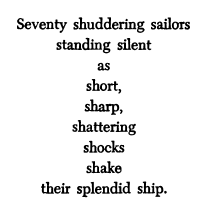 Seventy shuddering sailors
standing silent
as
short,
sharp,
shattering
shocks
shake
their splendid ship.